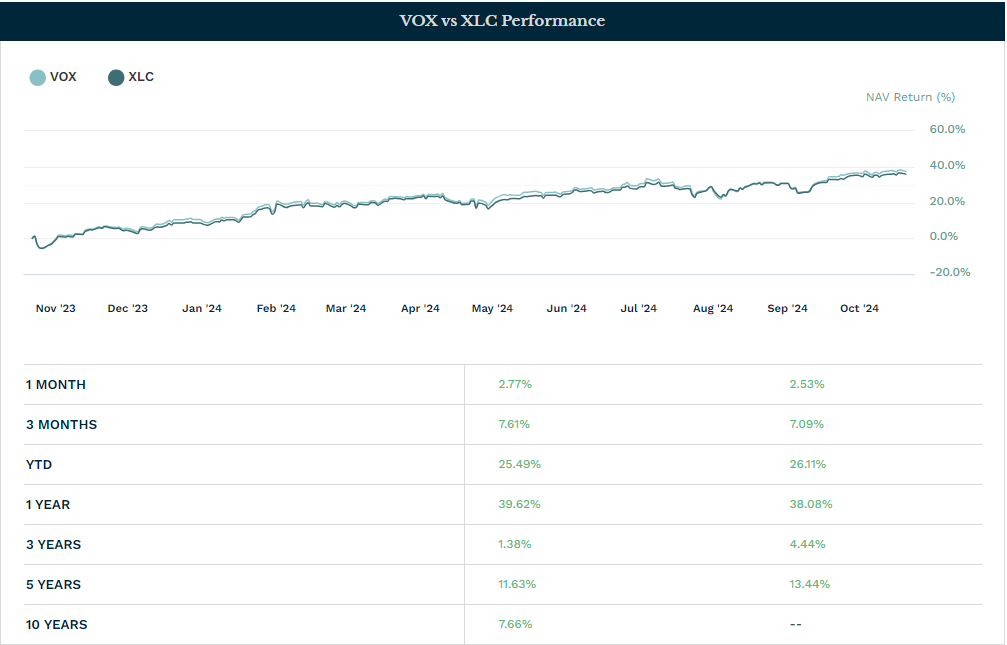 VOX vs XLC Performance
VOX XLC
NAV Return (%)
60.0%
40.0%
20.0%
0.0%
-20.0%
Nov '23 Dec '23 Jan '24 Feb '24 Mar '24 Apr '24 May '24 Jun '24 Jul '24 Aug '24 Sep '24 Oct '24
1 MONTH 2.77% 2.53%
3 MONTHS 7.61% 7.09%
YTD 25.49% 26.11%
1 YEAR 39.62% 38.08%
3 YEARS 1.38% 4.44%
5 YEARS 11.63% 13.44%
10 YEARS 7.66% --